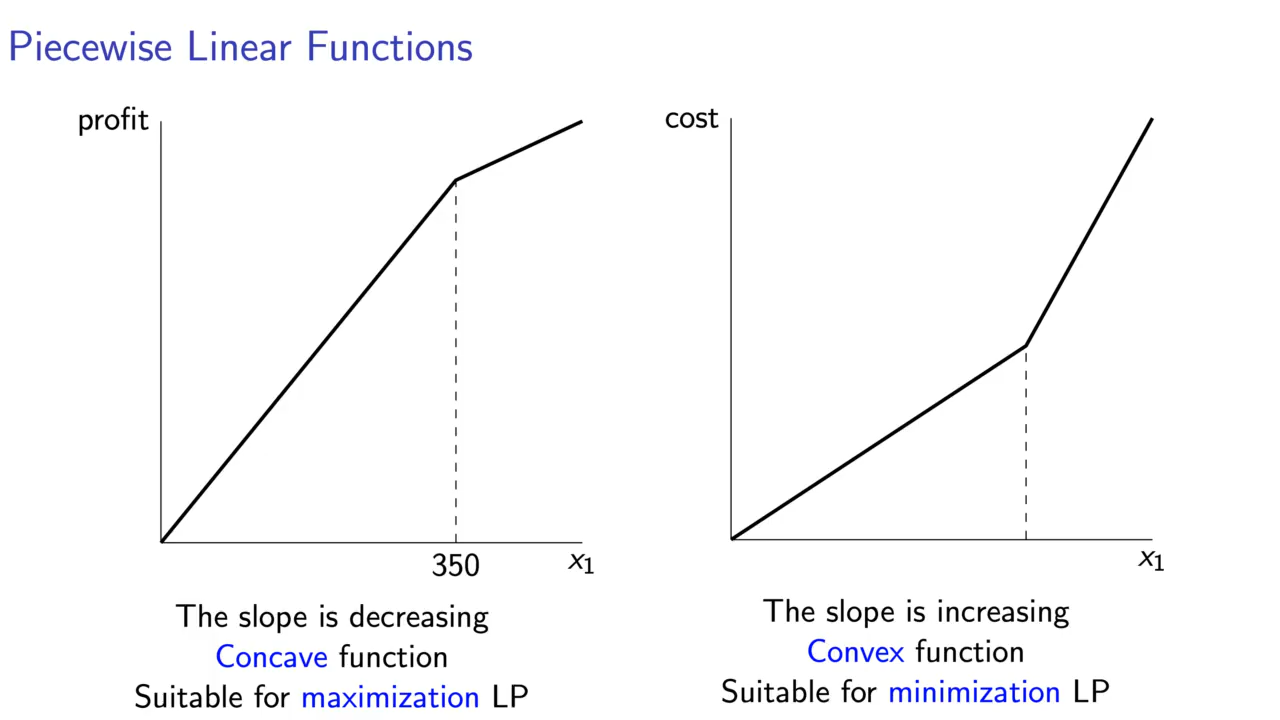 Piecewise Linear Functions
profit
350
x₁
The slope is decreasing
Concave function
Suitable for maximization LP
cost
x₁
The slope is increasing
Convex function
Suitable for minimization LP